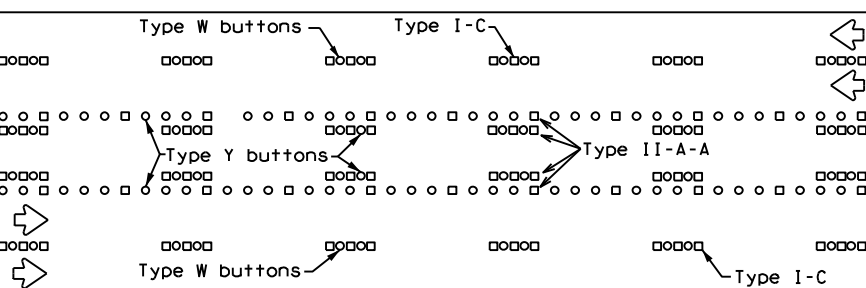 Type W buttons
Type I-C
Type Y buttons
Type II-A-A
Type W buttons
Type I-C